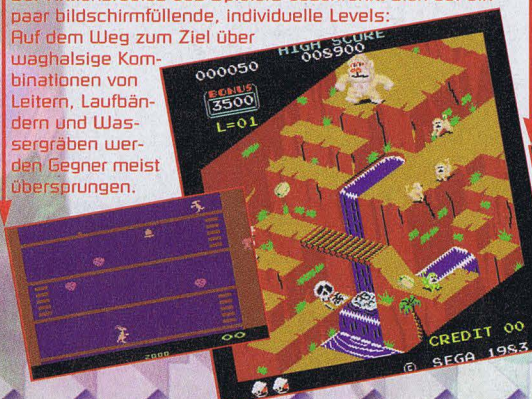 paar bildschirmfüllende, individuelle Levels:
Auf dem Weg zum Ziel über
waghalsige Kom-
binationen von
Leitern, Laufbän-
dern und Was-
sergräben wer-
den Gegner meist
übersprungen.
HIGH SCORE
000050 008900
BONUS
3500
L=01
CREDIT 00
© SEGA 1983
2000
00